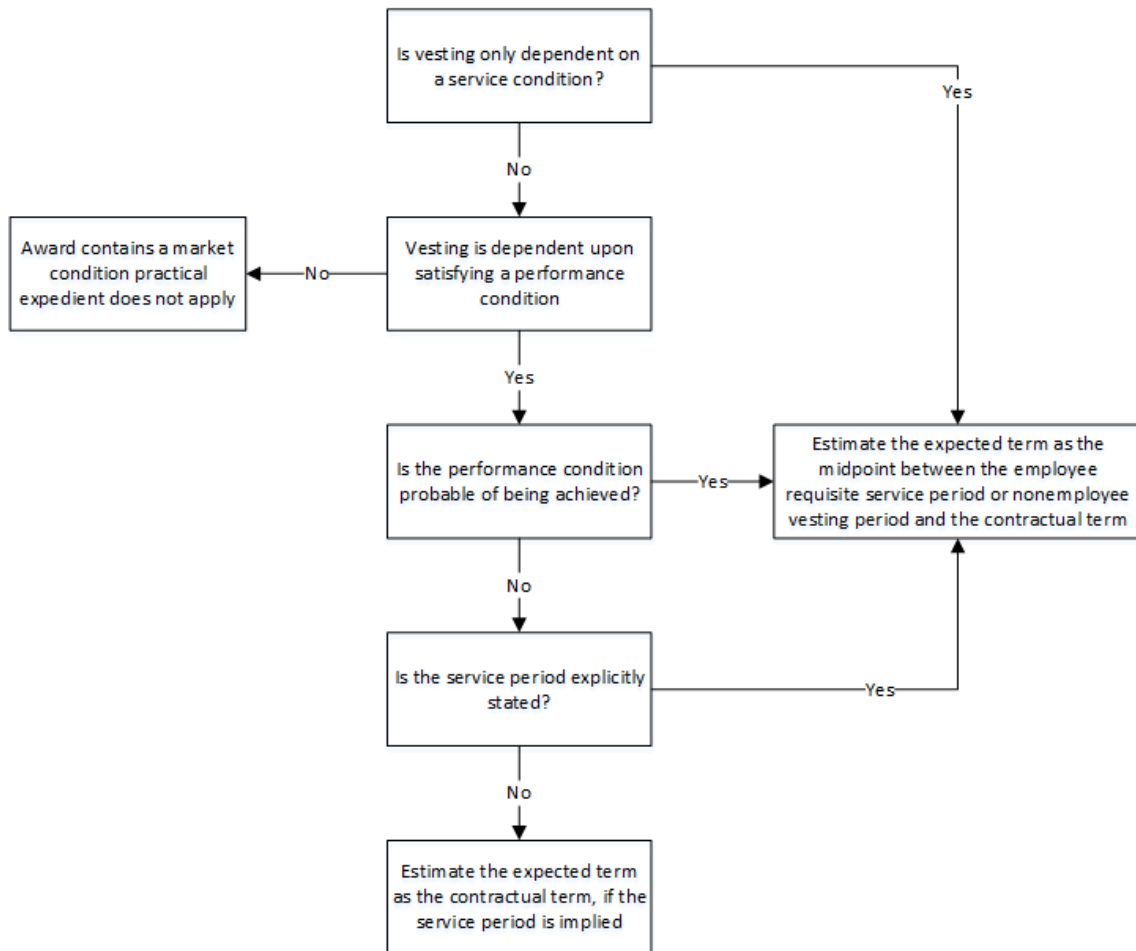 Is vesting only dependent on
a service condition?
Yes
No
Award contains a market
condition practical
expedient does not apply
No
Vesting is dependent upon
satisfying a performance
condition
Yes
Is the performance condition
probable of being achieved?
Yes
Estimate the expected term as the
midpoint between the employee
requisite service period or nonemployee
vesting period and the contractual term
No
Is the service period explicitly
stated?
Yes
No
Estimate the expected term
as the contractual term, if the
service period is implied